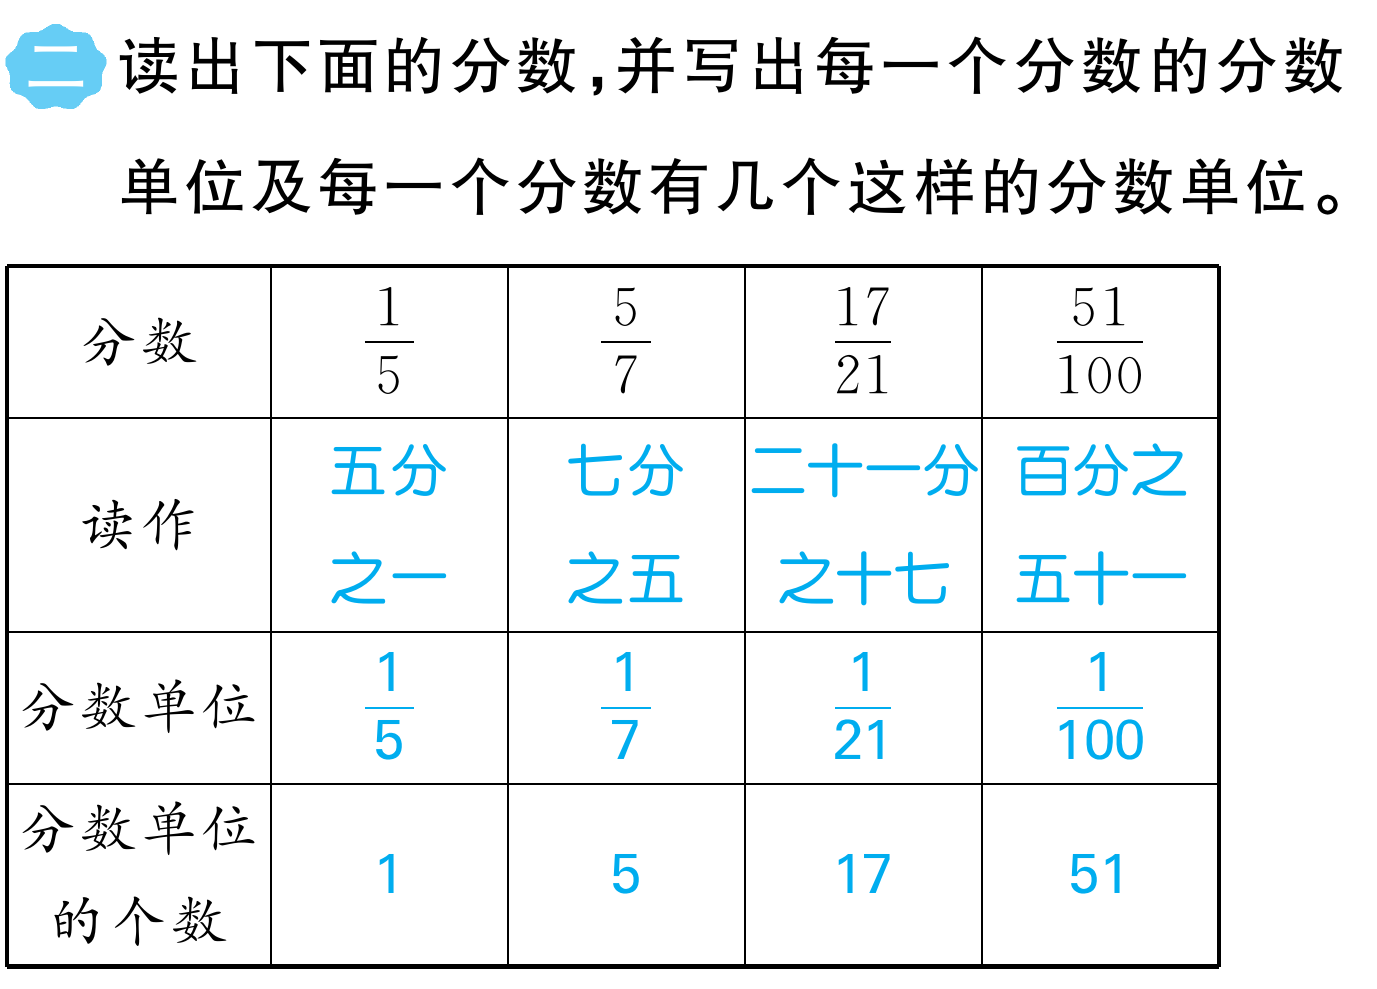 二 读出下面的分数,并写出每一个分数的分数
单位及每一个分数有几个这样的分数单位。
分数 1/5 5/7 17/21 51/100
读作 五分之一 七分之五 二十一分之十七 百分之五十一
分数单位 1/5 1/7 1/21 1/100
分数单位的个数 1 5 17 51